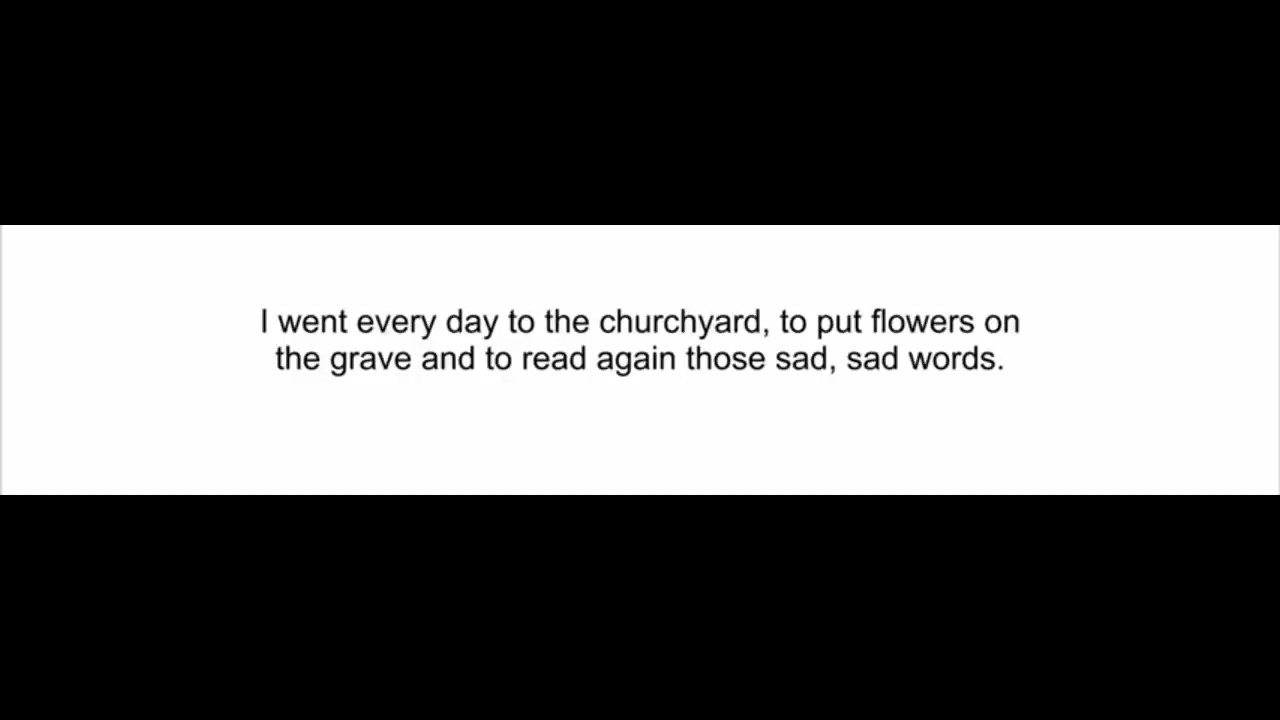 I went every day to the churchyard, to put flowers on
the grave and to read again those sad, sad words.